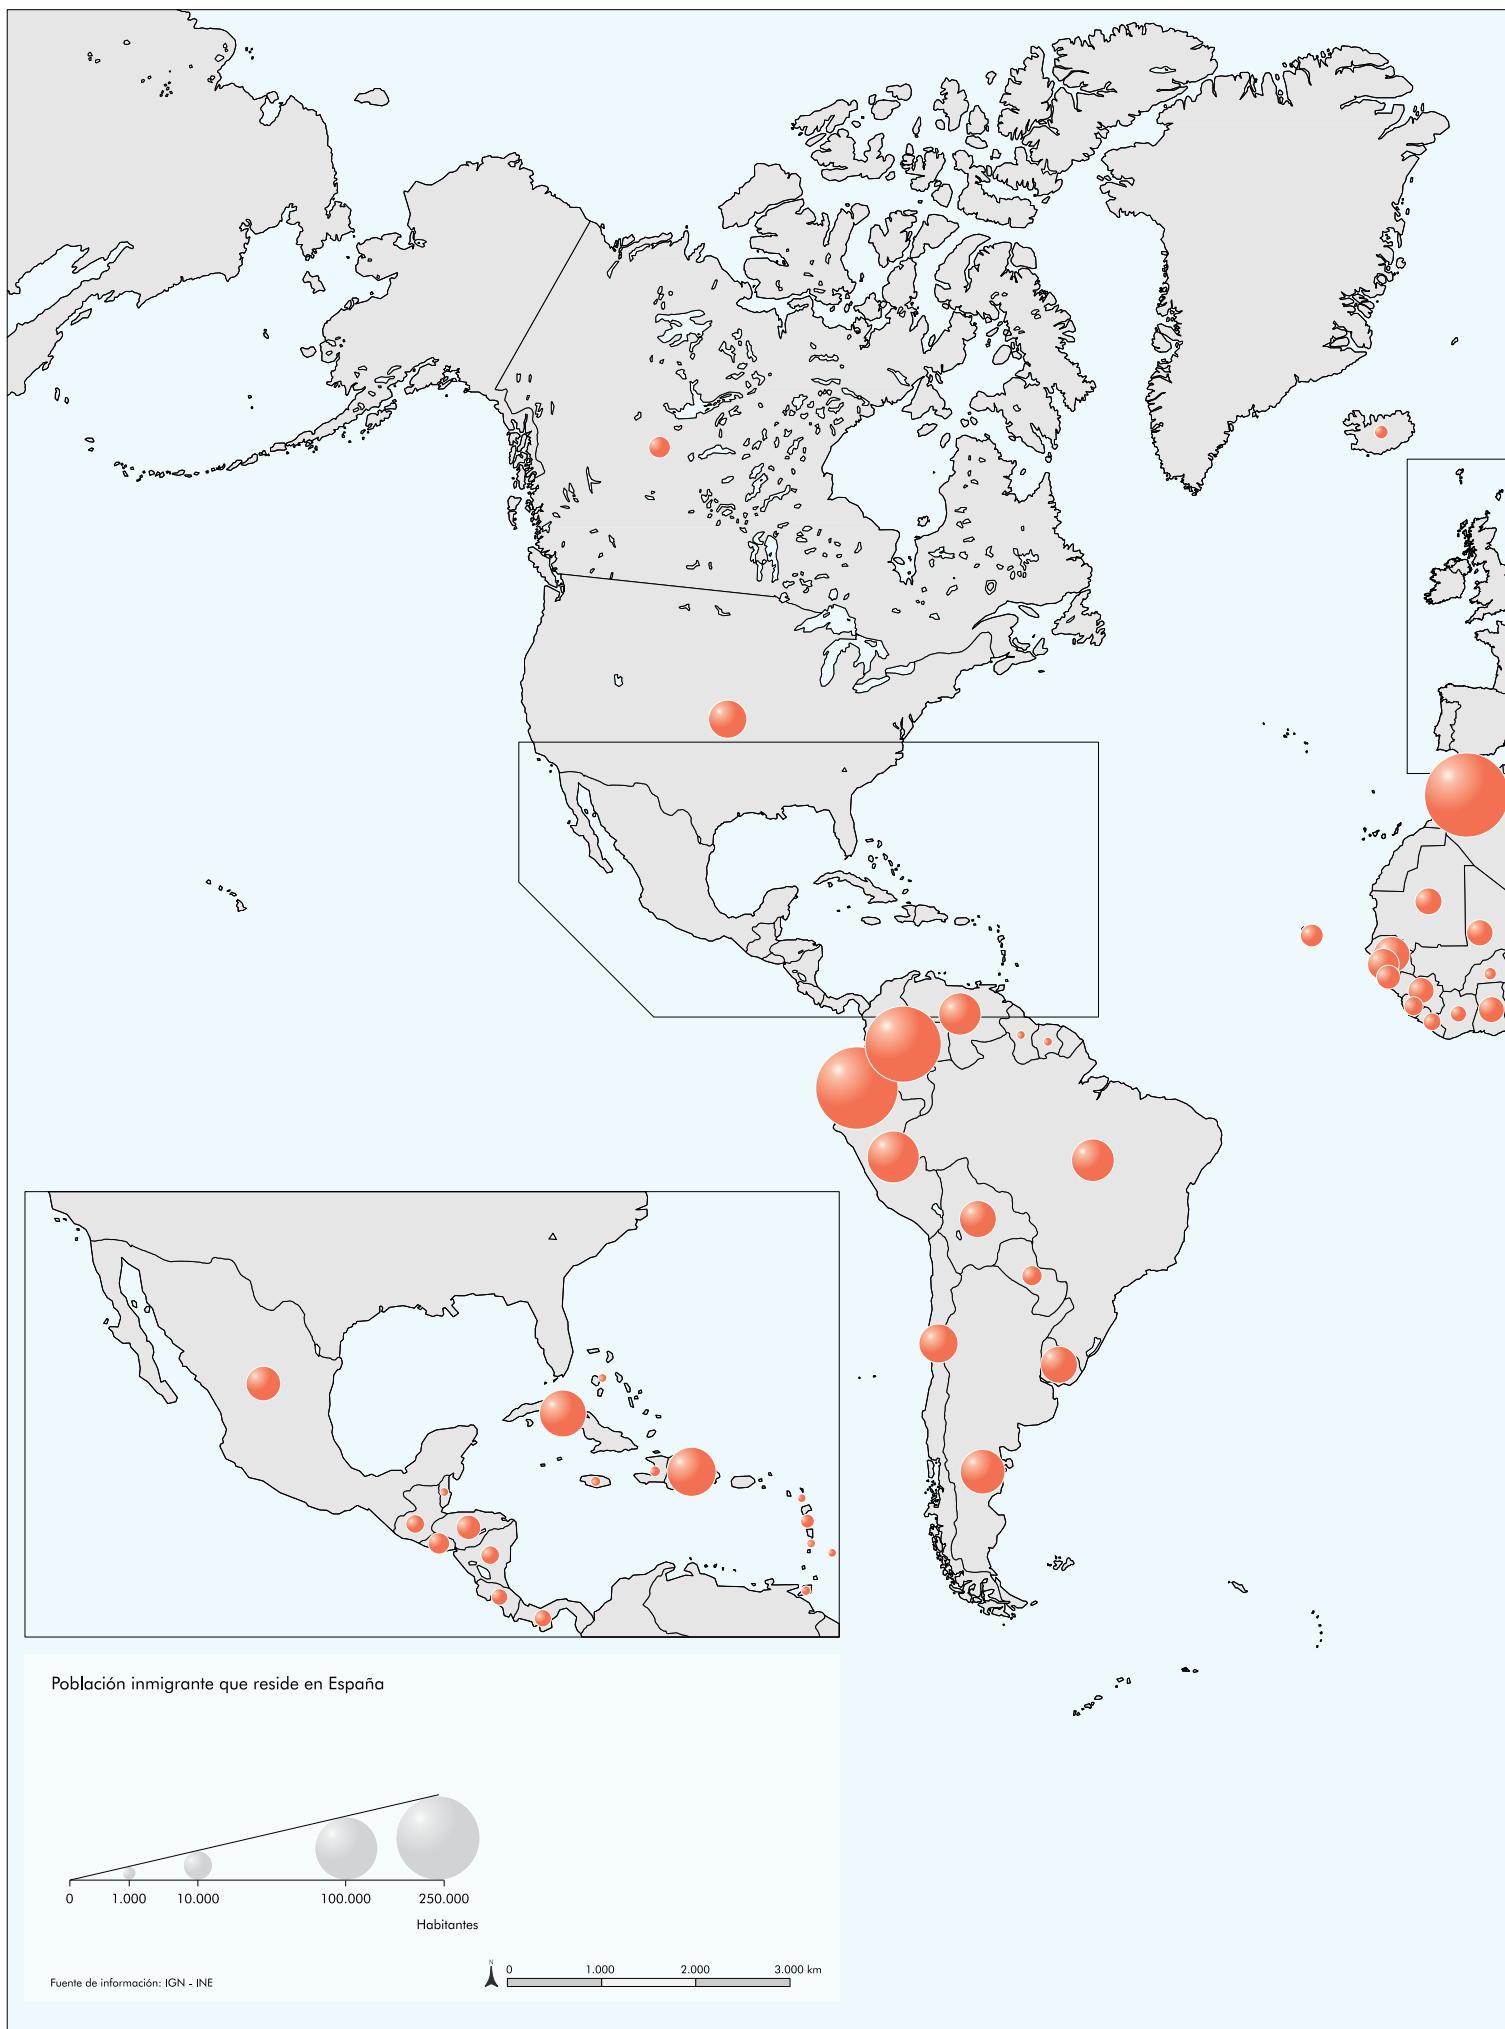 Población inmigrante que reside en España
0 1.000 10.000 100.000 250.000
Habitantes
Fuente de información: IGN - INE
N
0 1.000 2.000 3.000 km